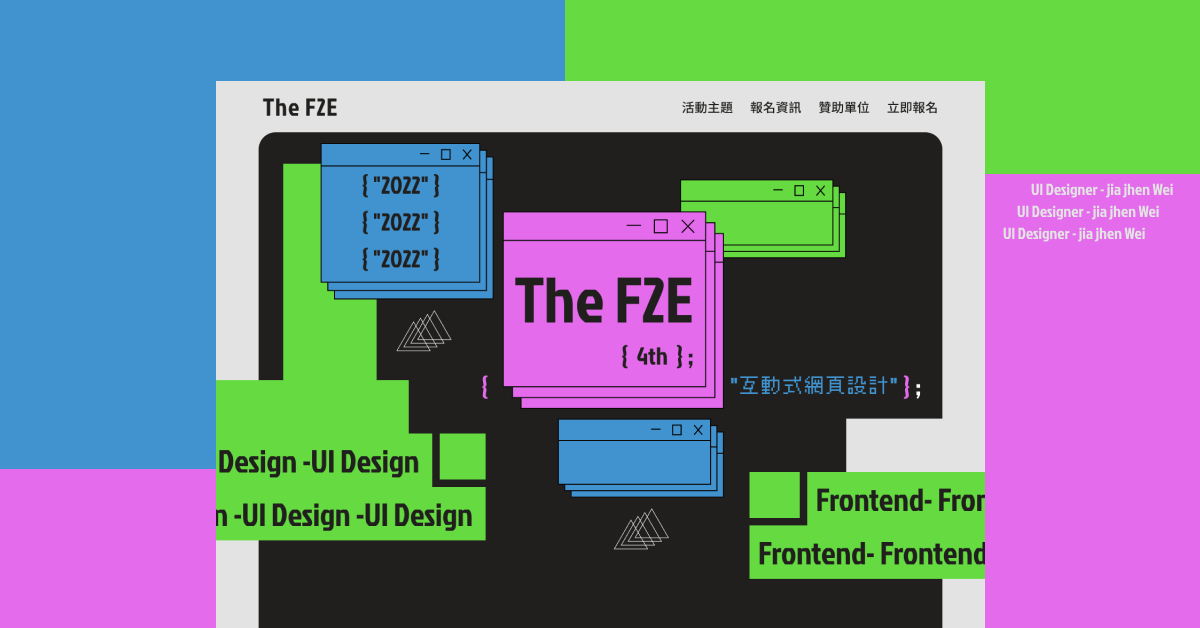 The F2E
活動主題 報名資訊 贊助單位 立即報名
{ "2022" }
{ "2022" }
{ "2022" }
UI Designer - jia jhen Wei
UI Designer - jia jhen Wei
UI Designer - jia jhen Wei
The F2E
{ 4th };
{ "互動式網頁設計" };
Design -UI Design
n -UI Design -UI Design
Frontend- Fron
Frontend- Frontend